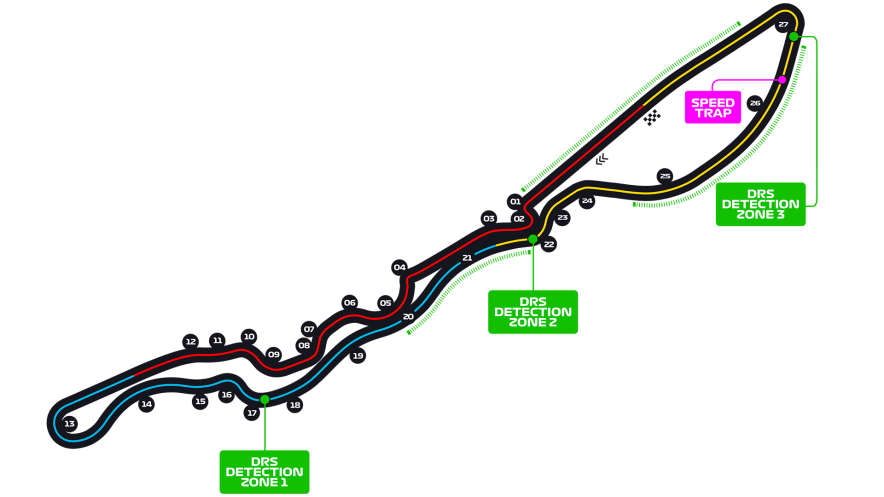 27
SPEED
TRAP
26
25
DRS
DETECTION
ZONE 3
01
24
03
02
23
22
21
04
DRS
DETECTION
ZONE 2
06
05
20
07
12
11
10
08
09
19
16
14
15
18
17
13
DRS
DETECTION
ZONE 1